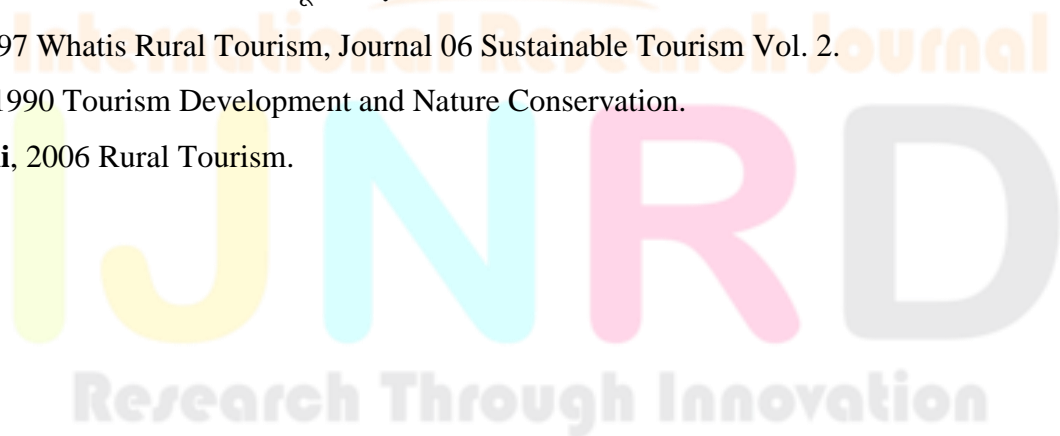 97 Whatis Rural Tourism, Journal 06 Sustainable Tourism Vol. 2.
International Research Journal
1990 Tourism Development and Nature Conservation.
i, 2006 Rural Tourism.
IJNRD
Research Through Innovation